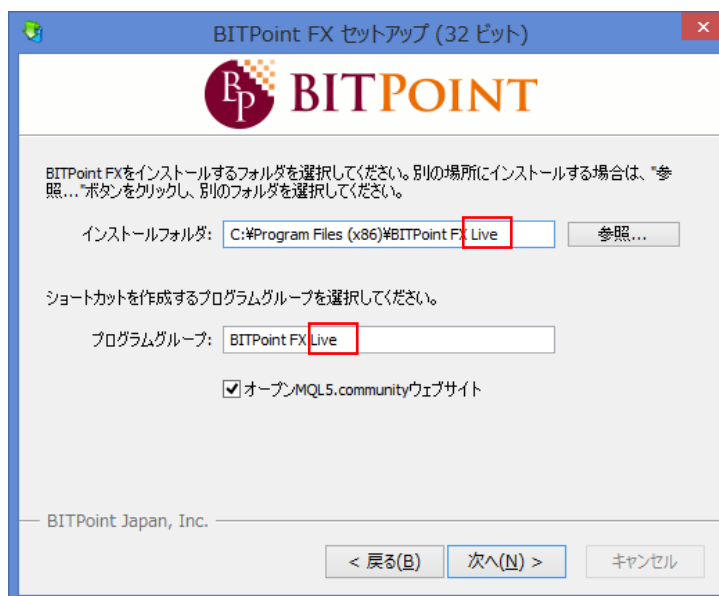 BITPoint FX セットアップ (32 ビット)
BP BITPOINT
BITPoint FXをインストールするフォルダを選択してください。別の場所にインストールする場合は、"参
照..."ボタンをクリックし、別のフォルダを選択してください。
インストールフォルダ: C:¥Program Files (x86)¥BITPoint FX Live 参照...
ショートカットを作成するプログラムグループを選択してください。
プログラムグループ: BITPoint FX Live
オープンMQL5.communityウェブサイト
BITPoint Japan, Inc.
< 戻る(B) 次へ(N) > キャンセル